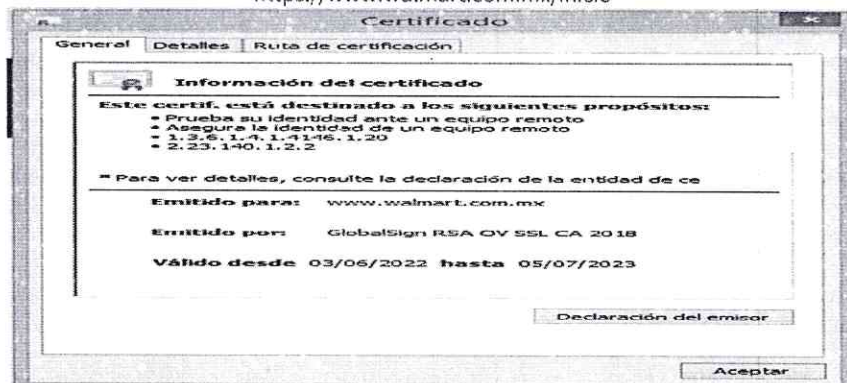 Certificado
General Detalles Ruta de certificación
Información del certificado
Este certif. está destinado a los siguientes propósitos:
• Prueba su identidad ante un equipo remoto
• Asegura la identidad de un equipo remoto
• 1.3.6.1.4.1.4146.1.20
• 2.23.140.1.2.2
* Para ver detalles, consulte la declaración de la entidad de ce
Emitido para: www.walmart.com.mx
Emitido por: GlobalSign RSA OV SSL CA 2018
Válido desde 03/06/2022 hasta 05/07/2023
Declaración del emisor
Aceptar